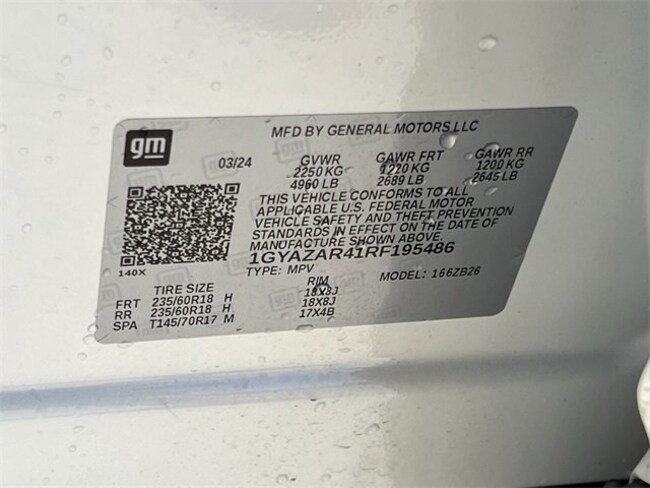 gm
MFD BY GENERAL MOTORS LLC
03/24 GVWR GAWR FRT GAWR RR
2250 KG 1220 KG 1200 KG
4960 LB 2689 LB 2645 LB
THIS VEHICLE CONFORMS TO ALL
APPLICABLE U.S. FEDERAL MOTOR
VEHICLE SAFETY AND THEFT PREVENTION
STANDARDS IN EFFECT ON THE DATE OF
MANUFACTURE SHOWN ABOVE.
1GYAZAR41RF195486
140X
TYPE: MPV MODEL: 166ZB26
TIRE SIZE RIM
FRT 235/60R18 H 18X8J
RR 235/60R18 H 18X8J
SPA T145/70R17 M 17X4B